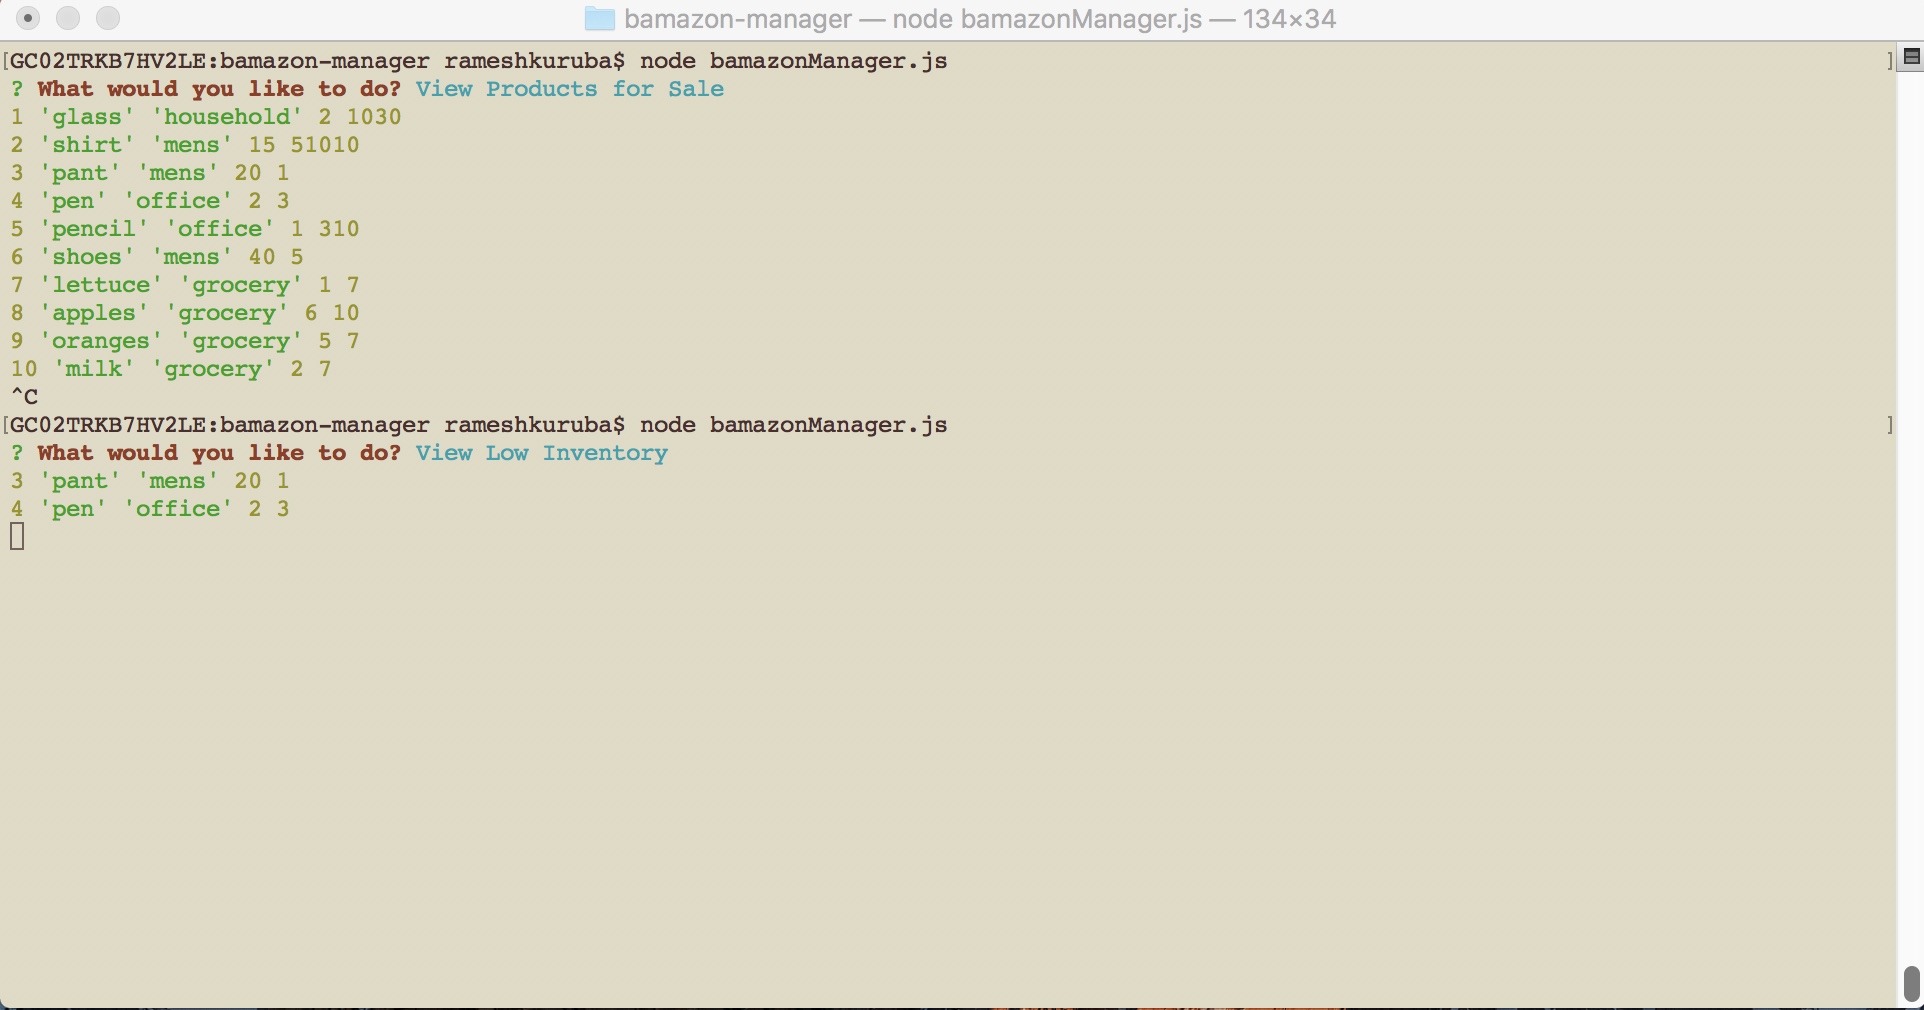 bamazon-manager — node bamazonManager.js — 134×34
[GC02TRKB7HV2LE:bamazon-manager rameshkuruba$ node bamazonManager.js ]
? What would you like to do? View Products for Sale
1 'glass' 'household' 2 1030
2 'shirt' 'mens' 15 51010
3 'pant' 'mens' 20 1
4 'pen' 'office' 2 3
5 'pencil' 'office' 1 310
6 'shoes' 'mens' 40 5
7 'lettuce' 'grocery' 1 7
8 'apples' 'grocery' 6 10
9 'oranges' 'grocery' 5 7
10 'milk' 'grocery' 2 7
^C
[GC02TRKB7HV2LE:bamazon-manager rameshkuruba$ node bamazonManager.js ]
? What would you like to do? View Low Inventory
3 'pant' 'mens' 20 1
4 'pen' 'office' 2 3